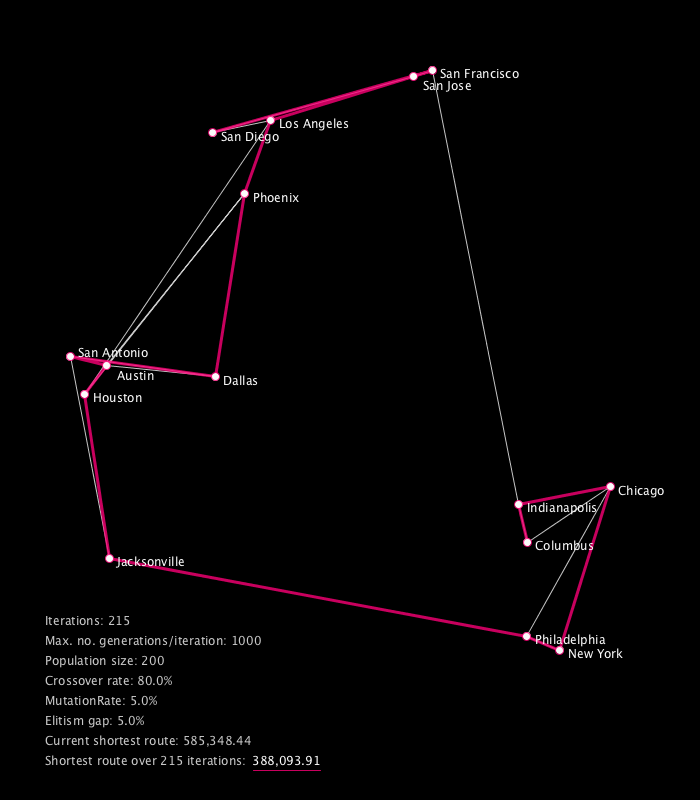 San Francisco
San Jose
Los Angeles
San Diego
Phoenix
San Antonio
Austin
Dallas
Houston
Chicago
Indianapolis
Columbus
Jacksonville
Philadelphia
New York
Iterations: 215
Max. no. generations/iteration: 1000
Population size: 200
Crossover rate: 80.0%
MutationRate: 5.0%
Elitism gap: 5.0%
Current shortest route: 585,348.44
Shortest route over 215 iterations: 388,093.91